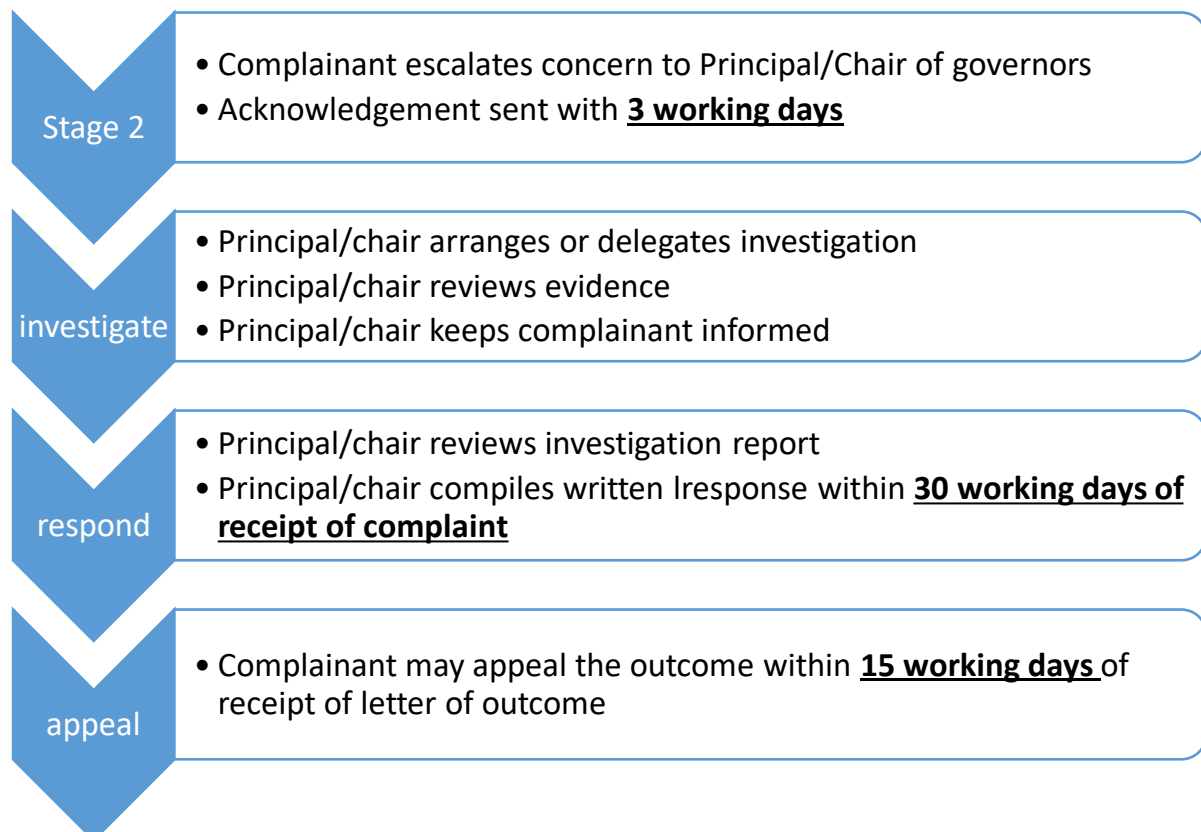 Stage 2
• Complainant escalates concern to Principal/Chair of governors
• Acknowledgement sent with 3 working days
investigate
• Principal/chair arranges or delegates investigation
• Principal/chair reviews evidence
• Principal/chair keeps complainant informed
respond
• Principal/chair reviews investigation report
• Principal/chair compiles written lresponse within 30 working days of
receipt of complaint
appeal
• Complainant may appeal the outcome within 15 working days of
receipt of letter of outcome